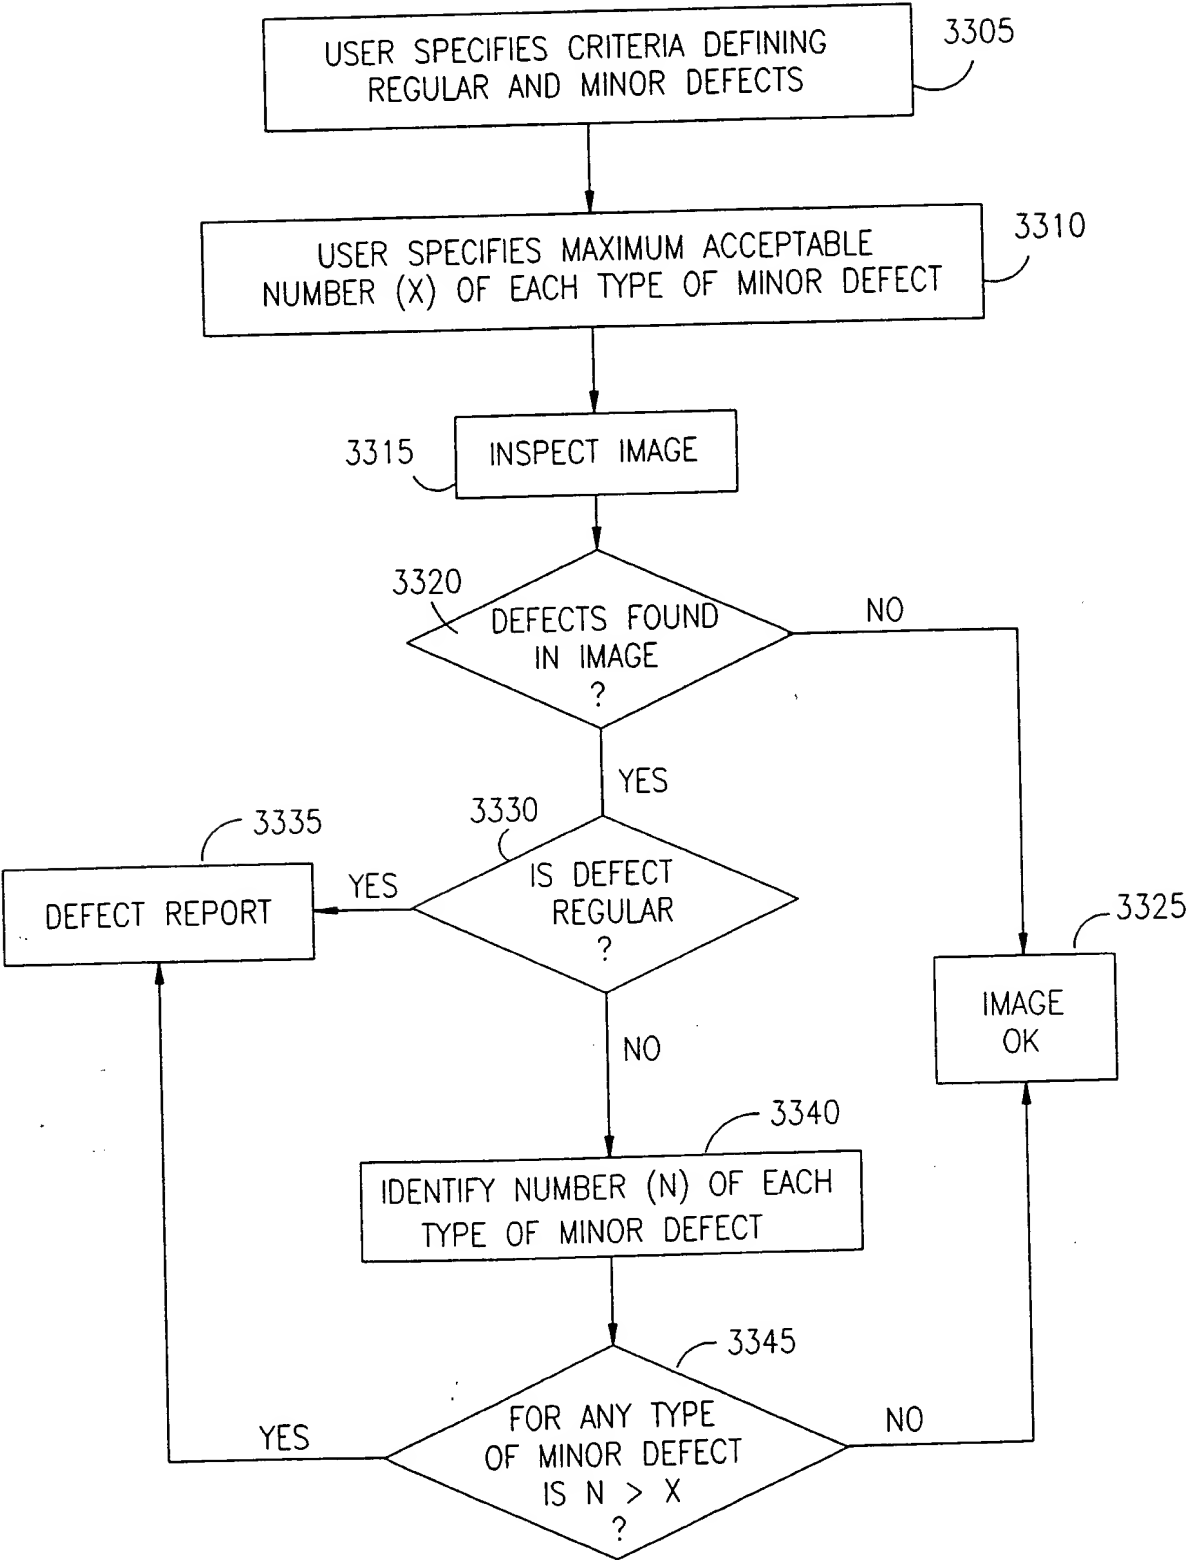 USER SPECIFIES CRITERIA DEFINING
REGULAR AND MINOR DEFECTS
3305
USER SPECIFIES MAXIMUM ACCEPTABLE
NUMBER (X) OF EACH TYPE OF MINOR DEFECT
3310
3315
INSPECT IMAGE
3320
DEFECTS FOUND
IN IMAGE
?
NO
YES
3330
3335
IS DEFECT
REGULAR
?
YES
DEFECT REPORT
3325
IMAGE
OK
NO
3340
IDENTIFY NUMBER (N) OF EACH
TYPE OF MINOR DEFECT
3345
FOR ANY TYPE
OF MINOR DEFECT
IS N > X
?
YES
NO